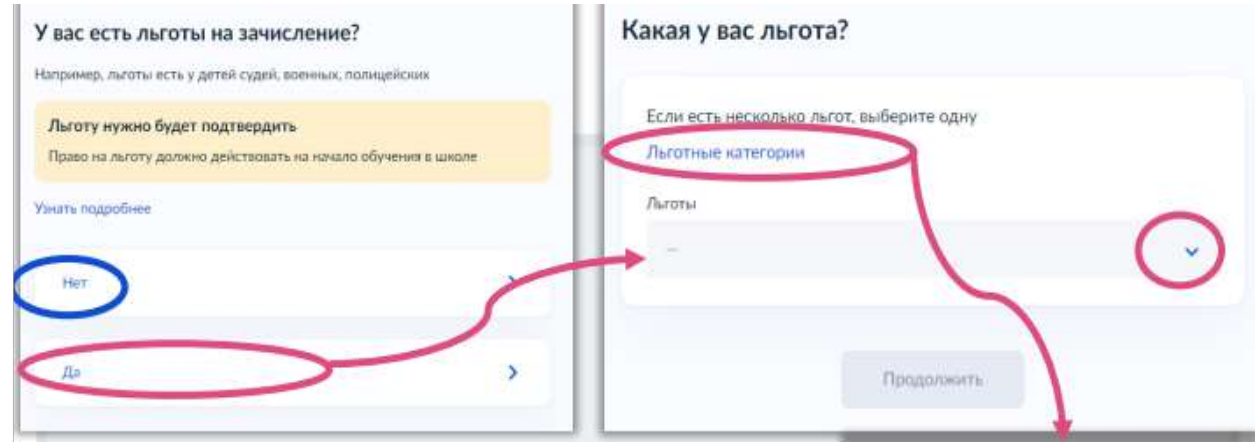 У вас есть льготы на зачисление?
Например, льготы есть у детей судей, военных, полицейских
Льготу нужно будет подтвердить
Право на льготу должно действовать на начало обучения в школе
Узнать подробнее
Нет
Да
Какая у вас льгота?
Если есть несколько льгот, выберите одну
Льготные категории
Льготы
—
Продолжить